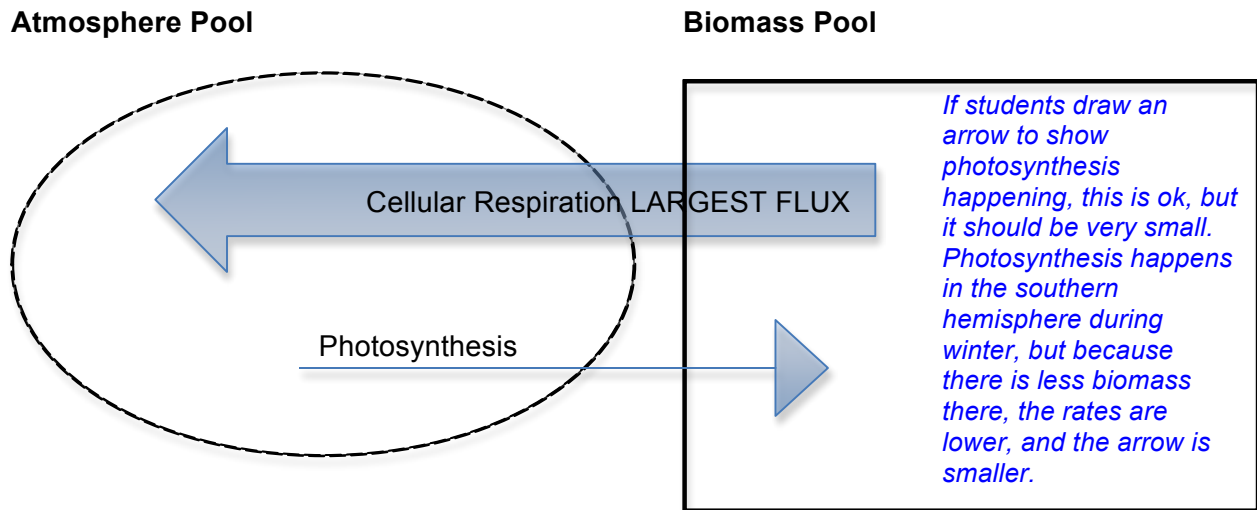 Atmosphere Pool
Biomass Pool
Cellular Respiration LARGEST FLUX
Photosynthesis
If students draw an
arrow to show
photosynthesis
happening, this is ok, but
it should be very small.
Photosynthesis happens
in the southern
hemisphere during
winter, but because
there is less biomass
there, the rates are
lower, and the arrow is
smaller.